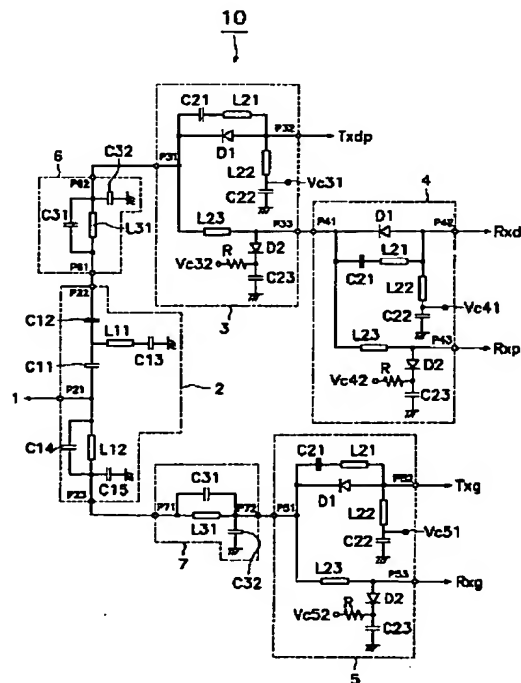 10
C21 L21
P32
Txdp
P31
D1
L22
Vc31
C22
6
C32
P62
C31
L31
P61
L23
P33
D2
R
Vc32
C23
3
4
P41
D1
P42
Rxd
C21
L21
L22
Vc41
C22
L23
P43
Rxp
D2
R
Vc42
C23
P22
C12
L11
C13
C11
2
1
P21
C14
L12
C15
P23
P71
C31
P72
L31
7
C32
P51
C21
L21
P52
Txg
D1
L22
Vc51
C22
L23
P53
Rxg
D2
R
Vc52
C23
5